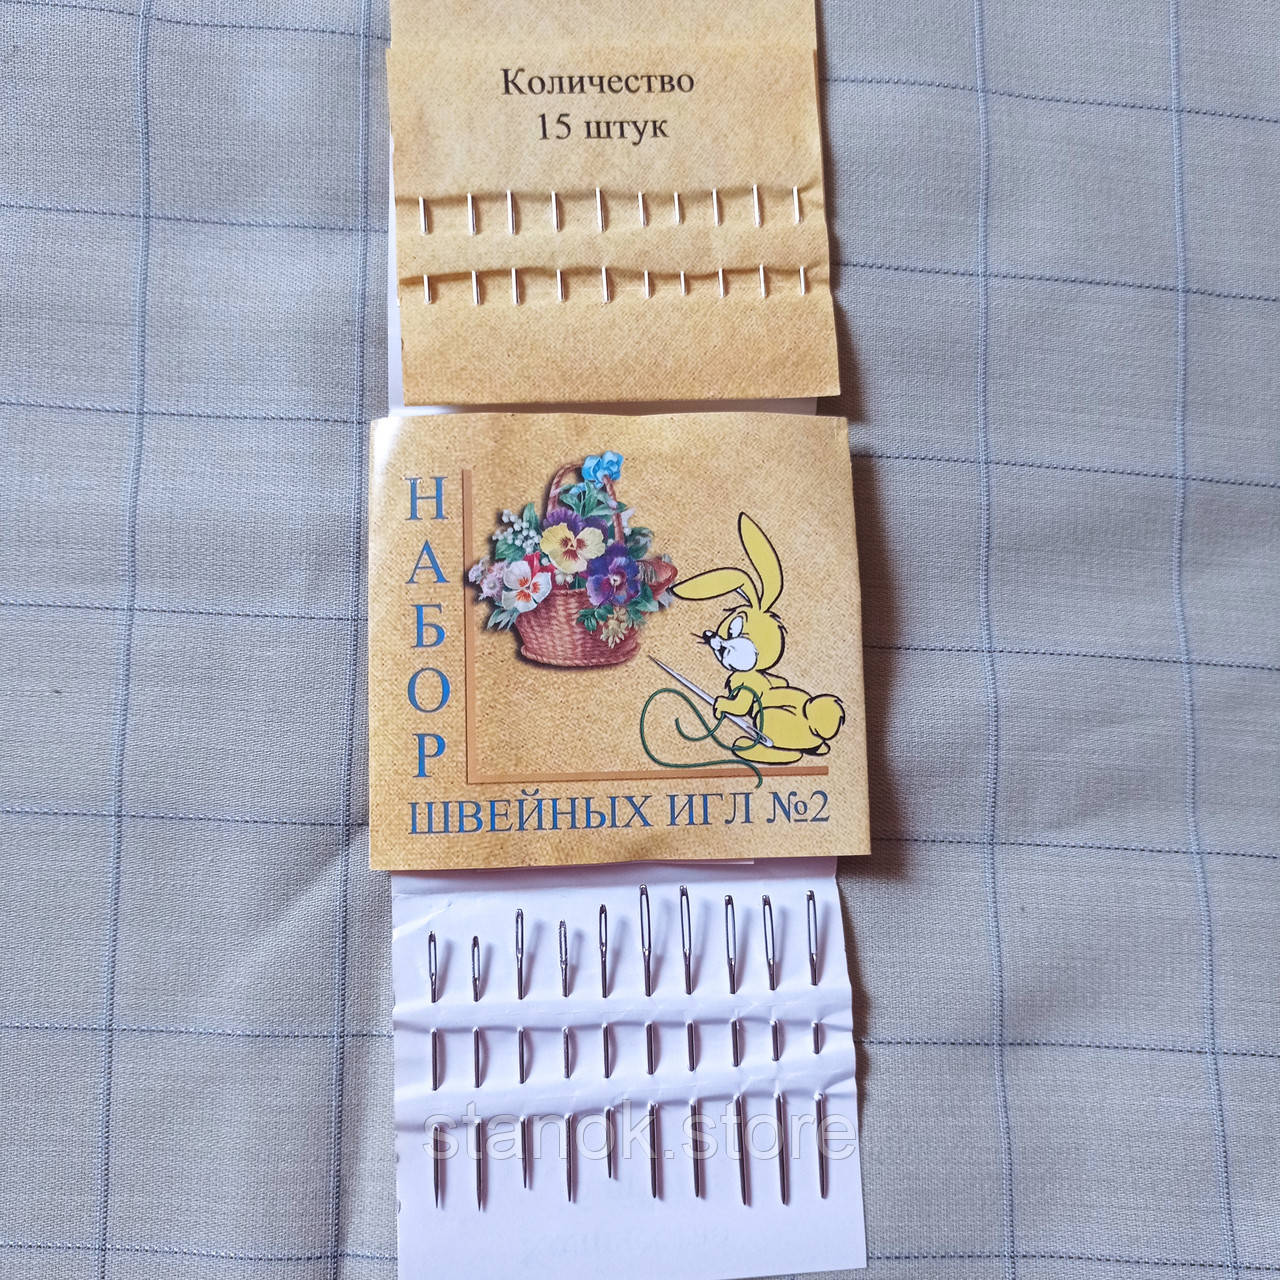 Количество
15 штук
НАБОР
ШВЕЙНЫХ ИГЛ №2
stanok.store